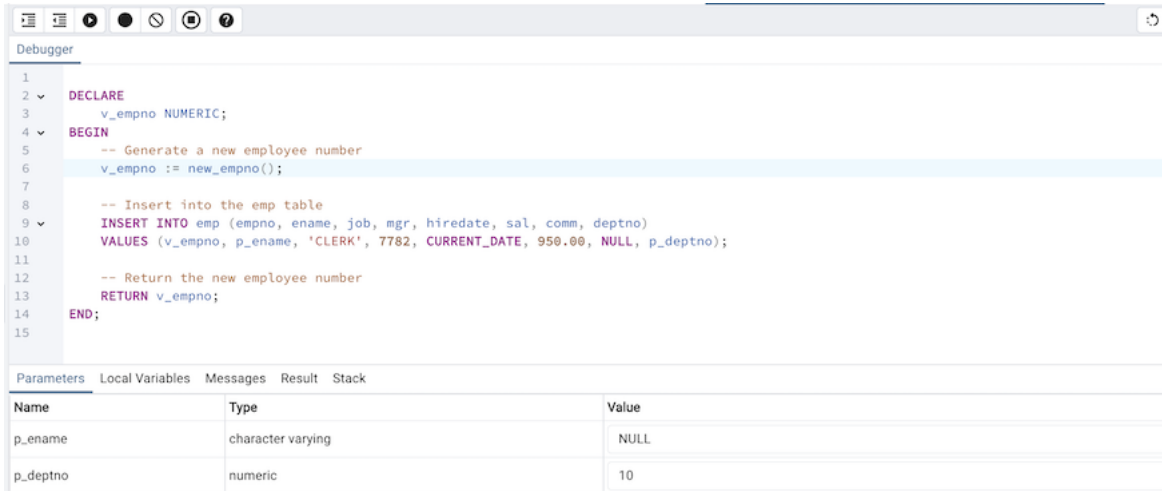 Debugger
1
2 DECLARE
3 v_empno NUMERIC;
4 BEGIN
5 -- Generate a new employee number
6 v_empno := new_empno();
7
8 -- Insert into the emp table
9 INSERT INTO emp (empno, ename, job, mgr, hiredate, sal, comm, deptno)
10 VALUES (v_empno, p_ename, 'CLERK', 7782, CURRENT_DATE, 950.00, NULL, p_deptno);
11
12 -- Return the new employee number
13 RETURN v_empno;
14 END;
15
Parameters Local Variables Messages Result Stack
Name Type Value
p_ename character varying NULL
p_deptno numeric 10